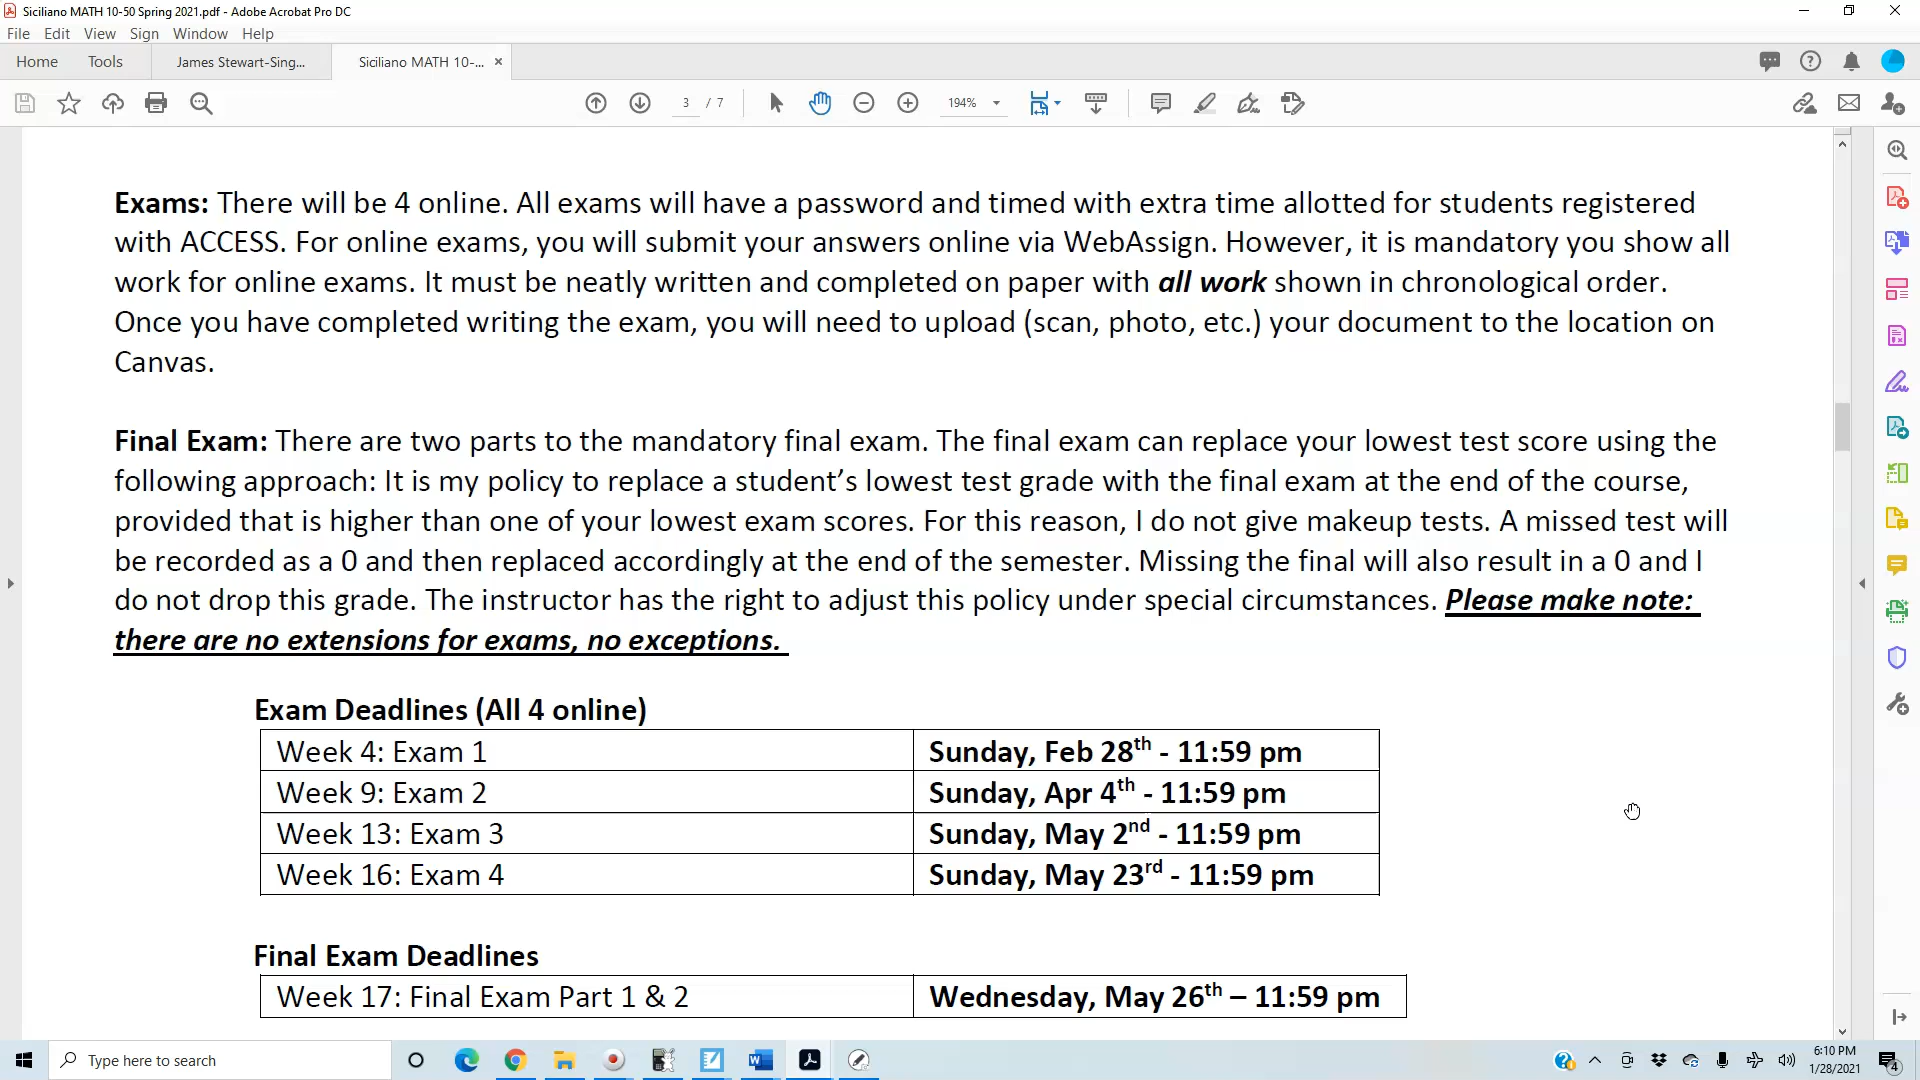 Siciliano MATH 10-50 Spring 2021.pdf - Adobe Acrobat Pro DC
File Edit View Sign Window Help
Home Tools James Stewart-Sing... Siciliano MATH 10-... ×
3 / 7 194%
Exams: There will be 4 online. All exams will have a password and timed with extra time allotted for students registered
with ACCESS. For online exams, you will submit your answers online via WebAssign. However, it is mandatory you show all
work for online exams. It must be neatly written and completed on paper with all work shown in chronological order.
Once you have completed writing the exam, you will need to upload (scan, photo, etc.) your document to the location on
Canvas.
Final Exam: There are two parts to the mandatory final exam. The final exam can replace your lowest test score using the
following approach: It is my policy to replace a student’s lowest test grade with the final exam at the end of the course,
provided that is higher than one of your lowest exam scores. For this reason, I do not give makeup tests. A missed test will
be recorded as a 0 and then replaced accordingly at the end of the semester. Missing the final will also result in a 0 and I
do not drop this grade. The instructor has the right to adjust this policy under special circumstances. Please make note:
there are no extensions for exams, no exceptions.
Exam Deadlines (All 4 online)
Week 4: Exam 1 Sunday, Feb 28th - 11:59 pm
Week 9: Exam 2 Sunday, Apr 4th - 11:59 pm
Week 13: Exam 3 Sunday, May 2nd - 11:59 pm
Week 16: Exam 4 Sunday, May 23rd - 11:59 pm
Final Exam Deadlines
Week 17: Final Exam Part 1 & 2 Wednesday, May 26th – 11:59 pm
Type here to search
6:10 PM
1/28/2021
4